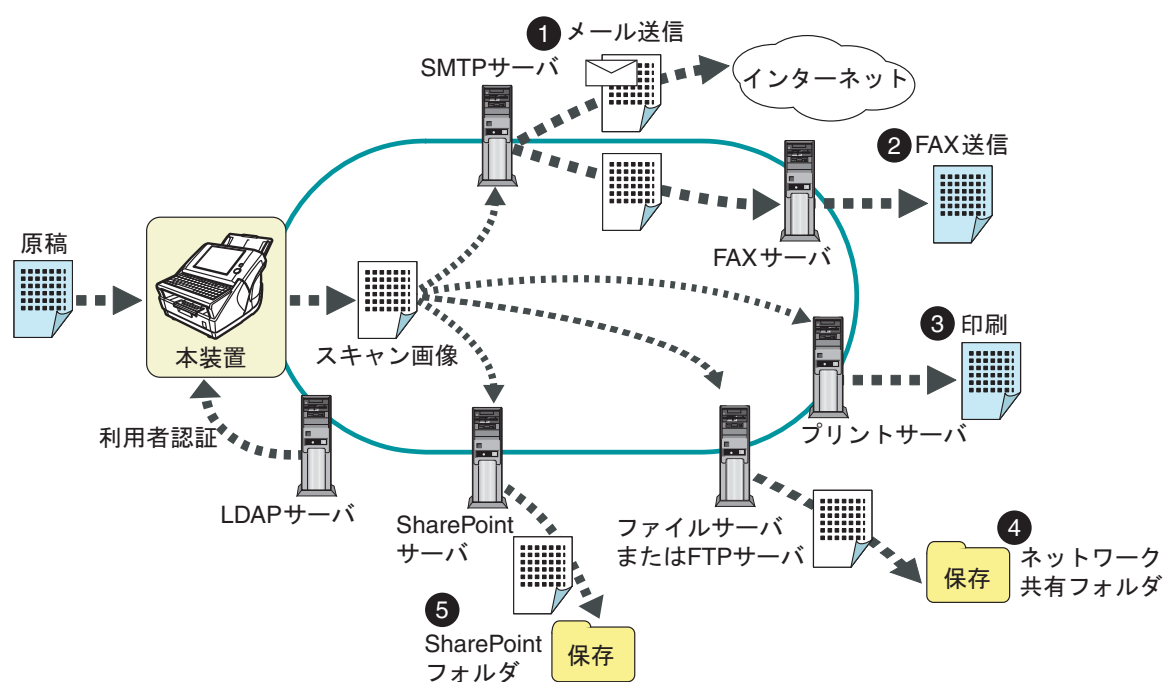 ❶ メール送信
SMTPサーバ
インターネット
❷ FAX送信
FAXサーバ
原稿
本装置
スキャン画像
❸ 印刷
プリントサーバ
利用者認証
LDAPサーバ
SharePoint
サーバ
ファイルサーバ
またはFTPサーバ
❹
ネットワーク
共有フォルダ
保存
❺
SharePoint
フォルダ
保存